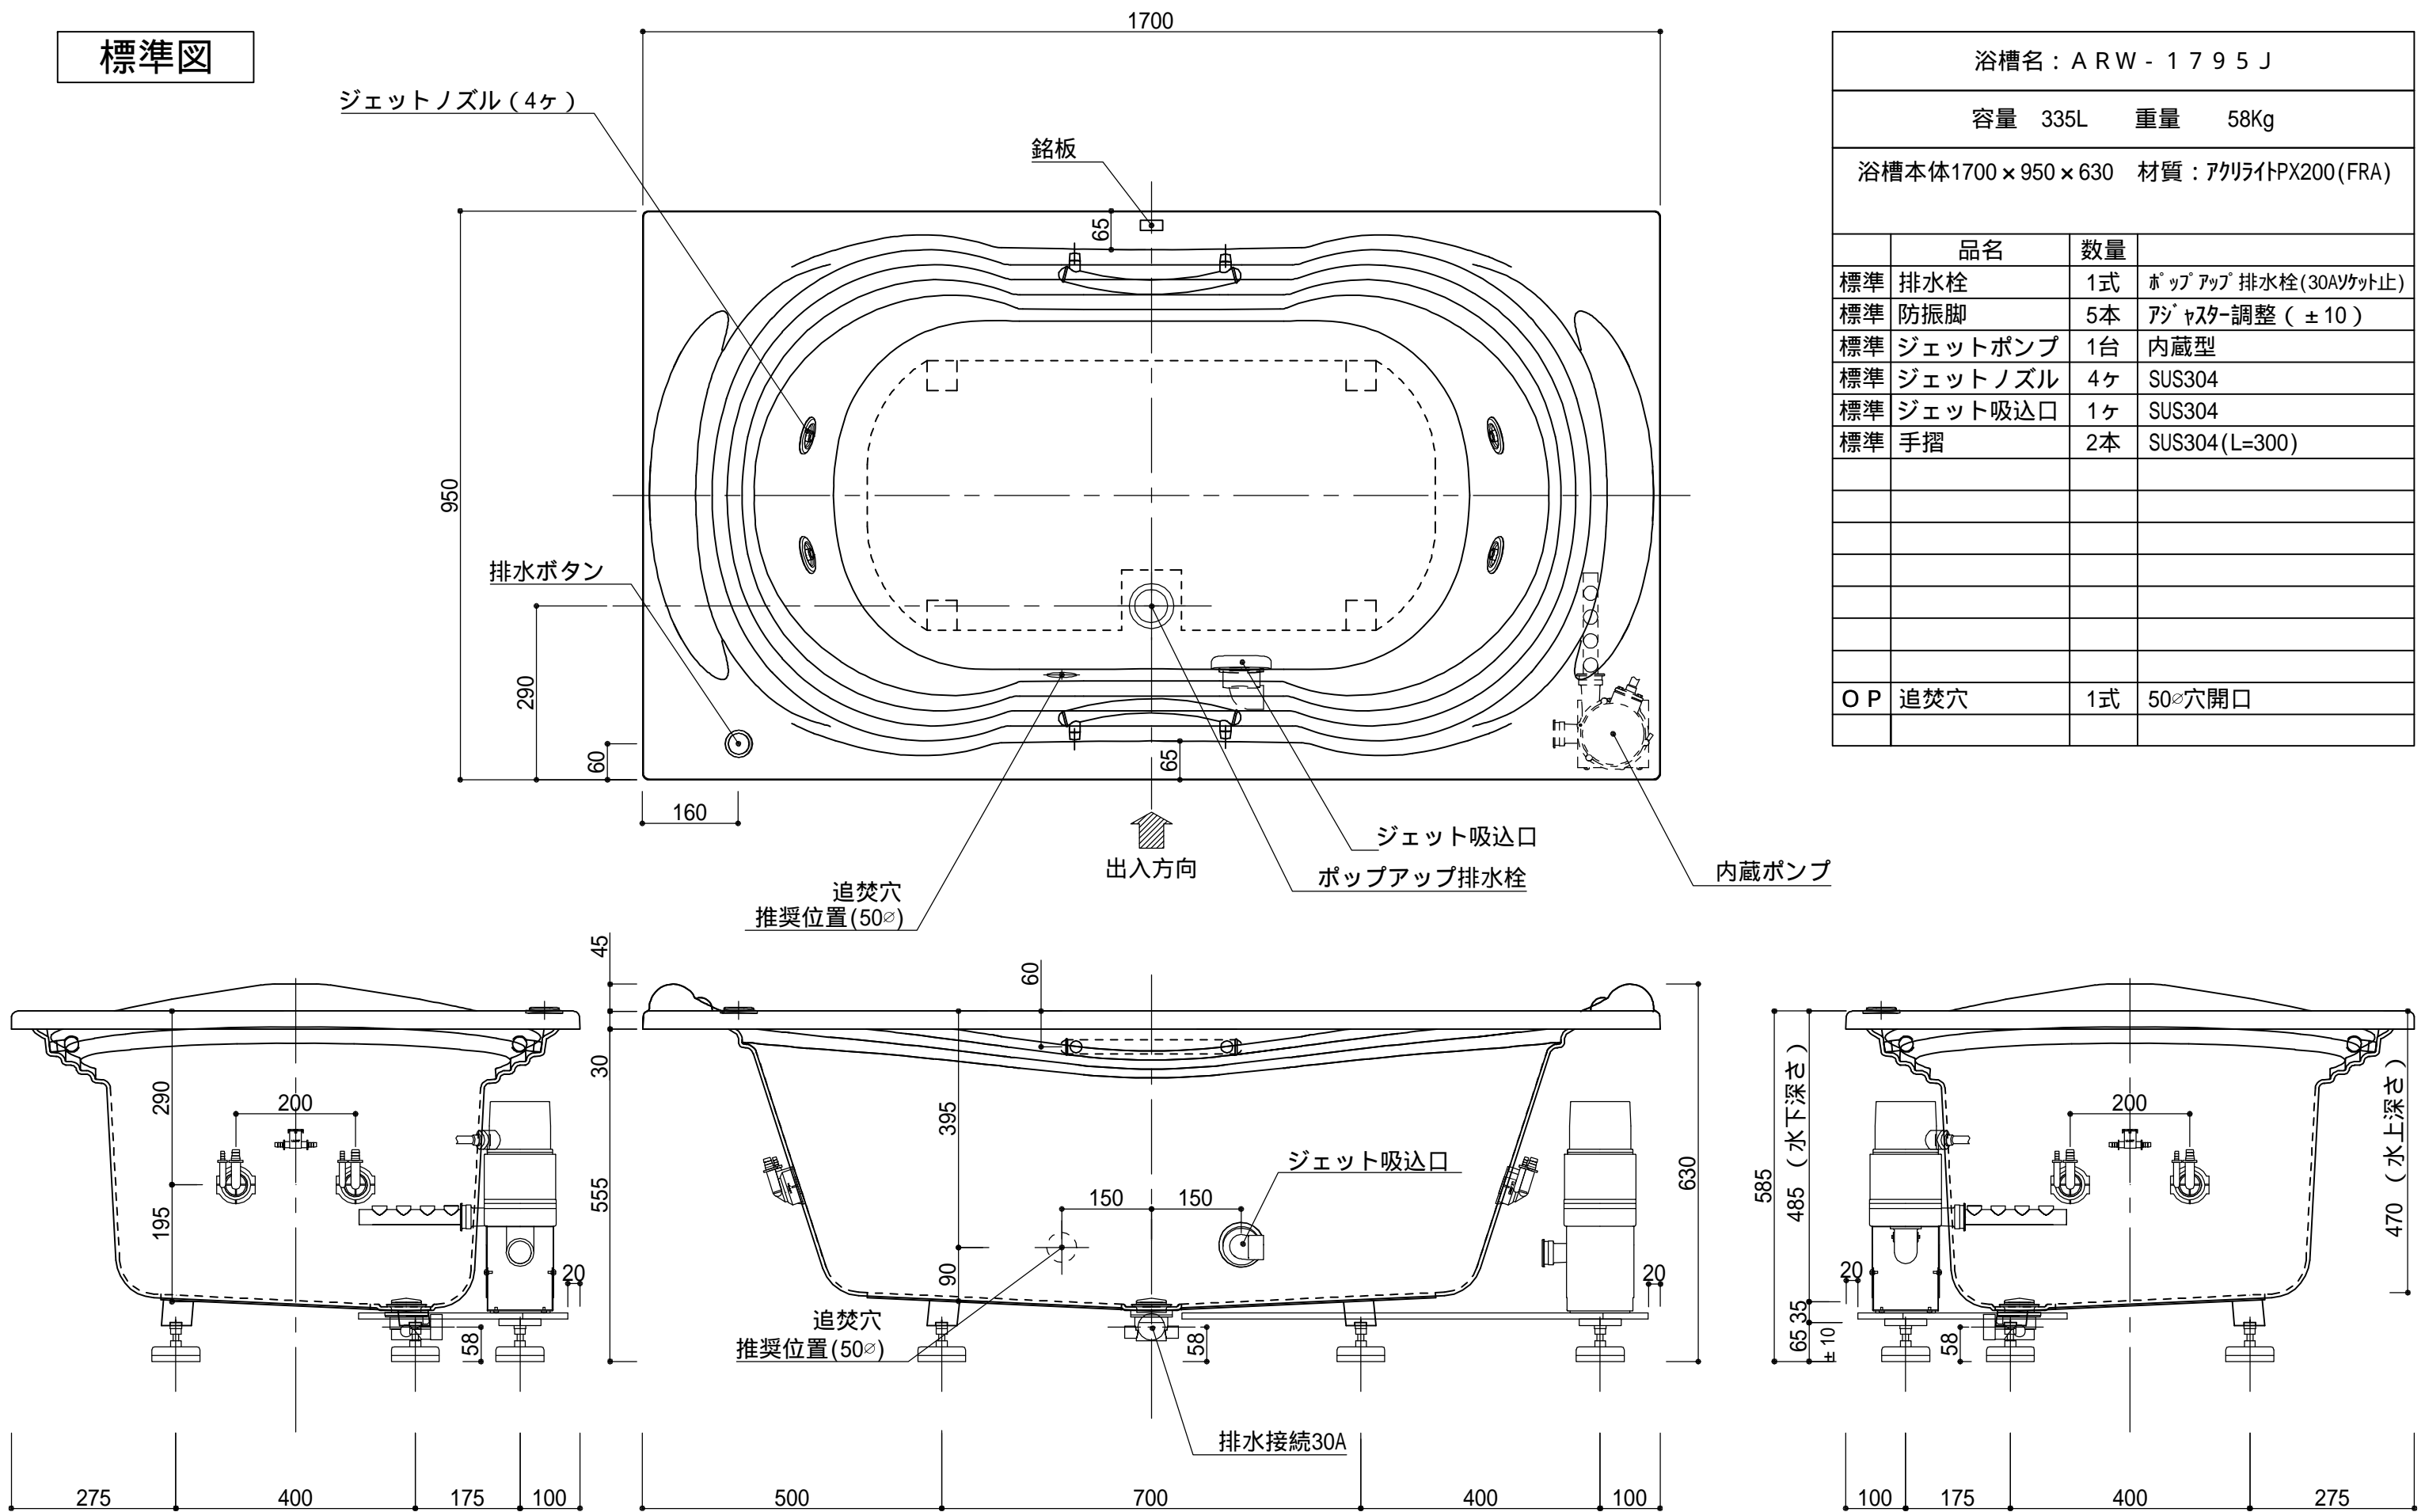 標準図
1700
ジェットノズル（4ヶ）
銘板
65
950
排水ボタン
290
60
65
160
出入方向
ジェット吸込口
ポップアップ排水栓
内蔵ポンプ
追焚穴
推奨位置(50∅)
浴槽名：ＡＲＷ－１７９５Ｊ
容量 335L 重量 58Kg
浴槽本体1700×950×630 材質：ｱｸﾘﾗｲﾄPX200(FRA)
品名 数量
標準 排水栓 1式 ﾎﾟｯﾌﾟｱｯﾌﾟ排水栓(30Aｿｹｯﾄ止)
標準 防振脚 5本 ｱｼﾞｬｽﾀｰ調整（±10）
標準 ジェットポンプ 1台 内蔵型
標準 ジェットノズル 4ヶ SUS304
標準 ジェット吸込口 1ヶ SUS304
標準 手摺 2本 SUS304(L=300)
ＯＰ 追焚穴 1式 50∅穴開口
290
195
200
20
58
275 400 175 100
45
30
555
60
395
90
150 150
ジェット吸込口
追焚穴
推奨位置(50∅)
58
20
630
排水接続30A
500 700 400 100
585
485（水下深さ）
35
65
±10
20
58
200
470（水上深さ）
100 175 400 275